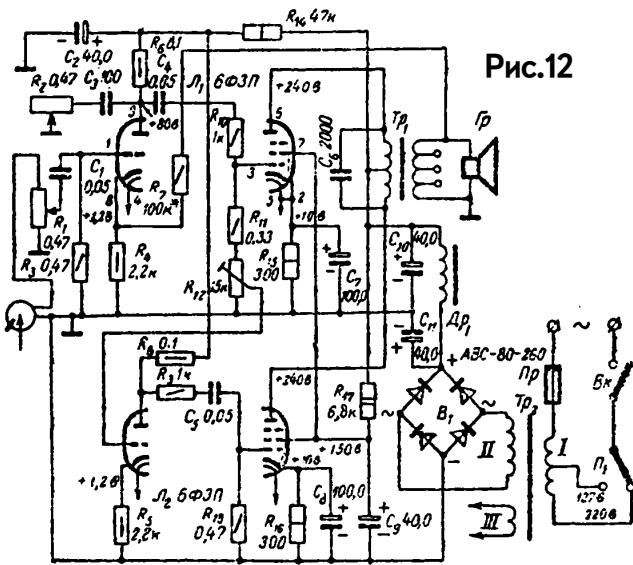 Рис.12
R14 47к
C2 40,0
R6 0,1
C4 0,05
Л1 6Ф3П
R2 0,47
C3 100
+80В
+240В
R10 1к
Тр1
Гр
C6 2000
C1 0,05
R1 0,47
+1,2В
R3 0,47
R4 2,2к
R7 100к*
R11 0,33
R12 15к
R15 300
+10В
C7 100,0
C10 40,0
C11 40,0
Др1
R8 0,1
1к
C5 0,05
+240В
R17 6,8к
АВС-80-260
В1
Пр
Тр2
Вк
П1
127В
220В
I
II
III
+1,2В
Л2 6Ф3П
R5 2,2к
R13 0,47
R16 300
C8 100,0
+150В
C9 40,0